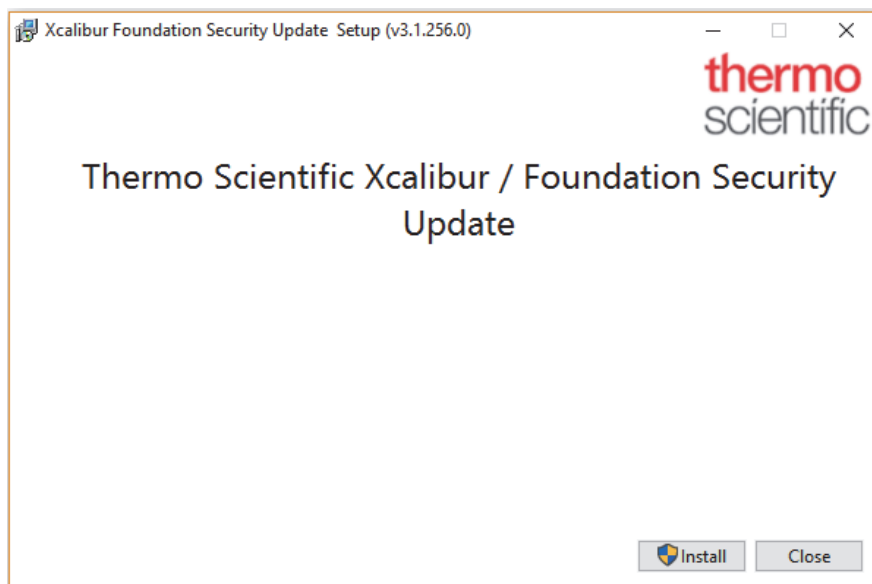 Xcalibur Foundation Security Update  Setup (v3.1.256.0)
thermo
scientific
Thermo Scientific Xcalibur / Foundation Security
Update
Install
Close